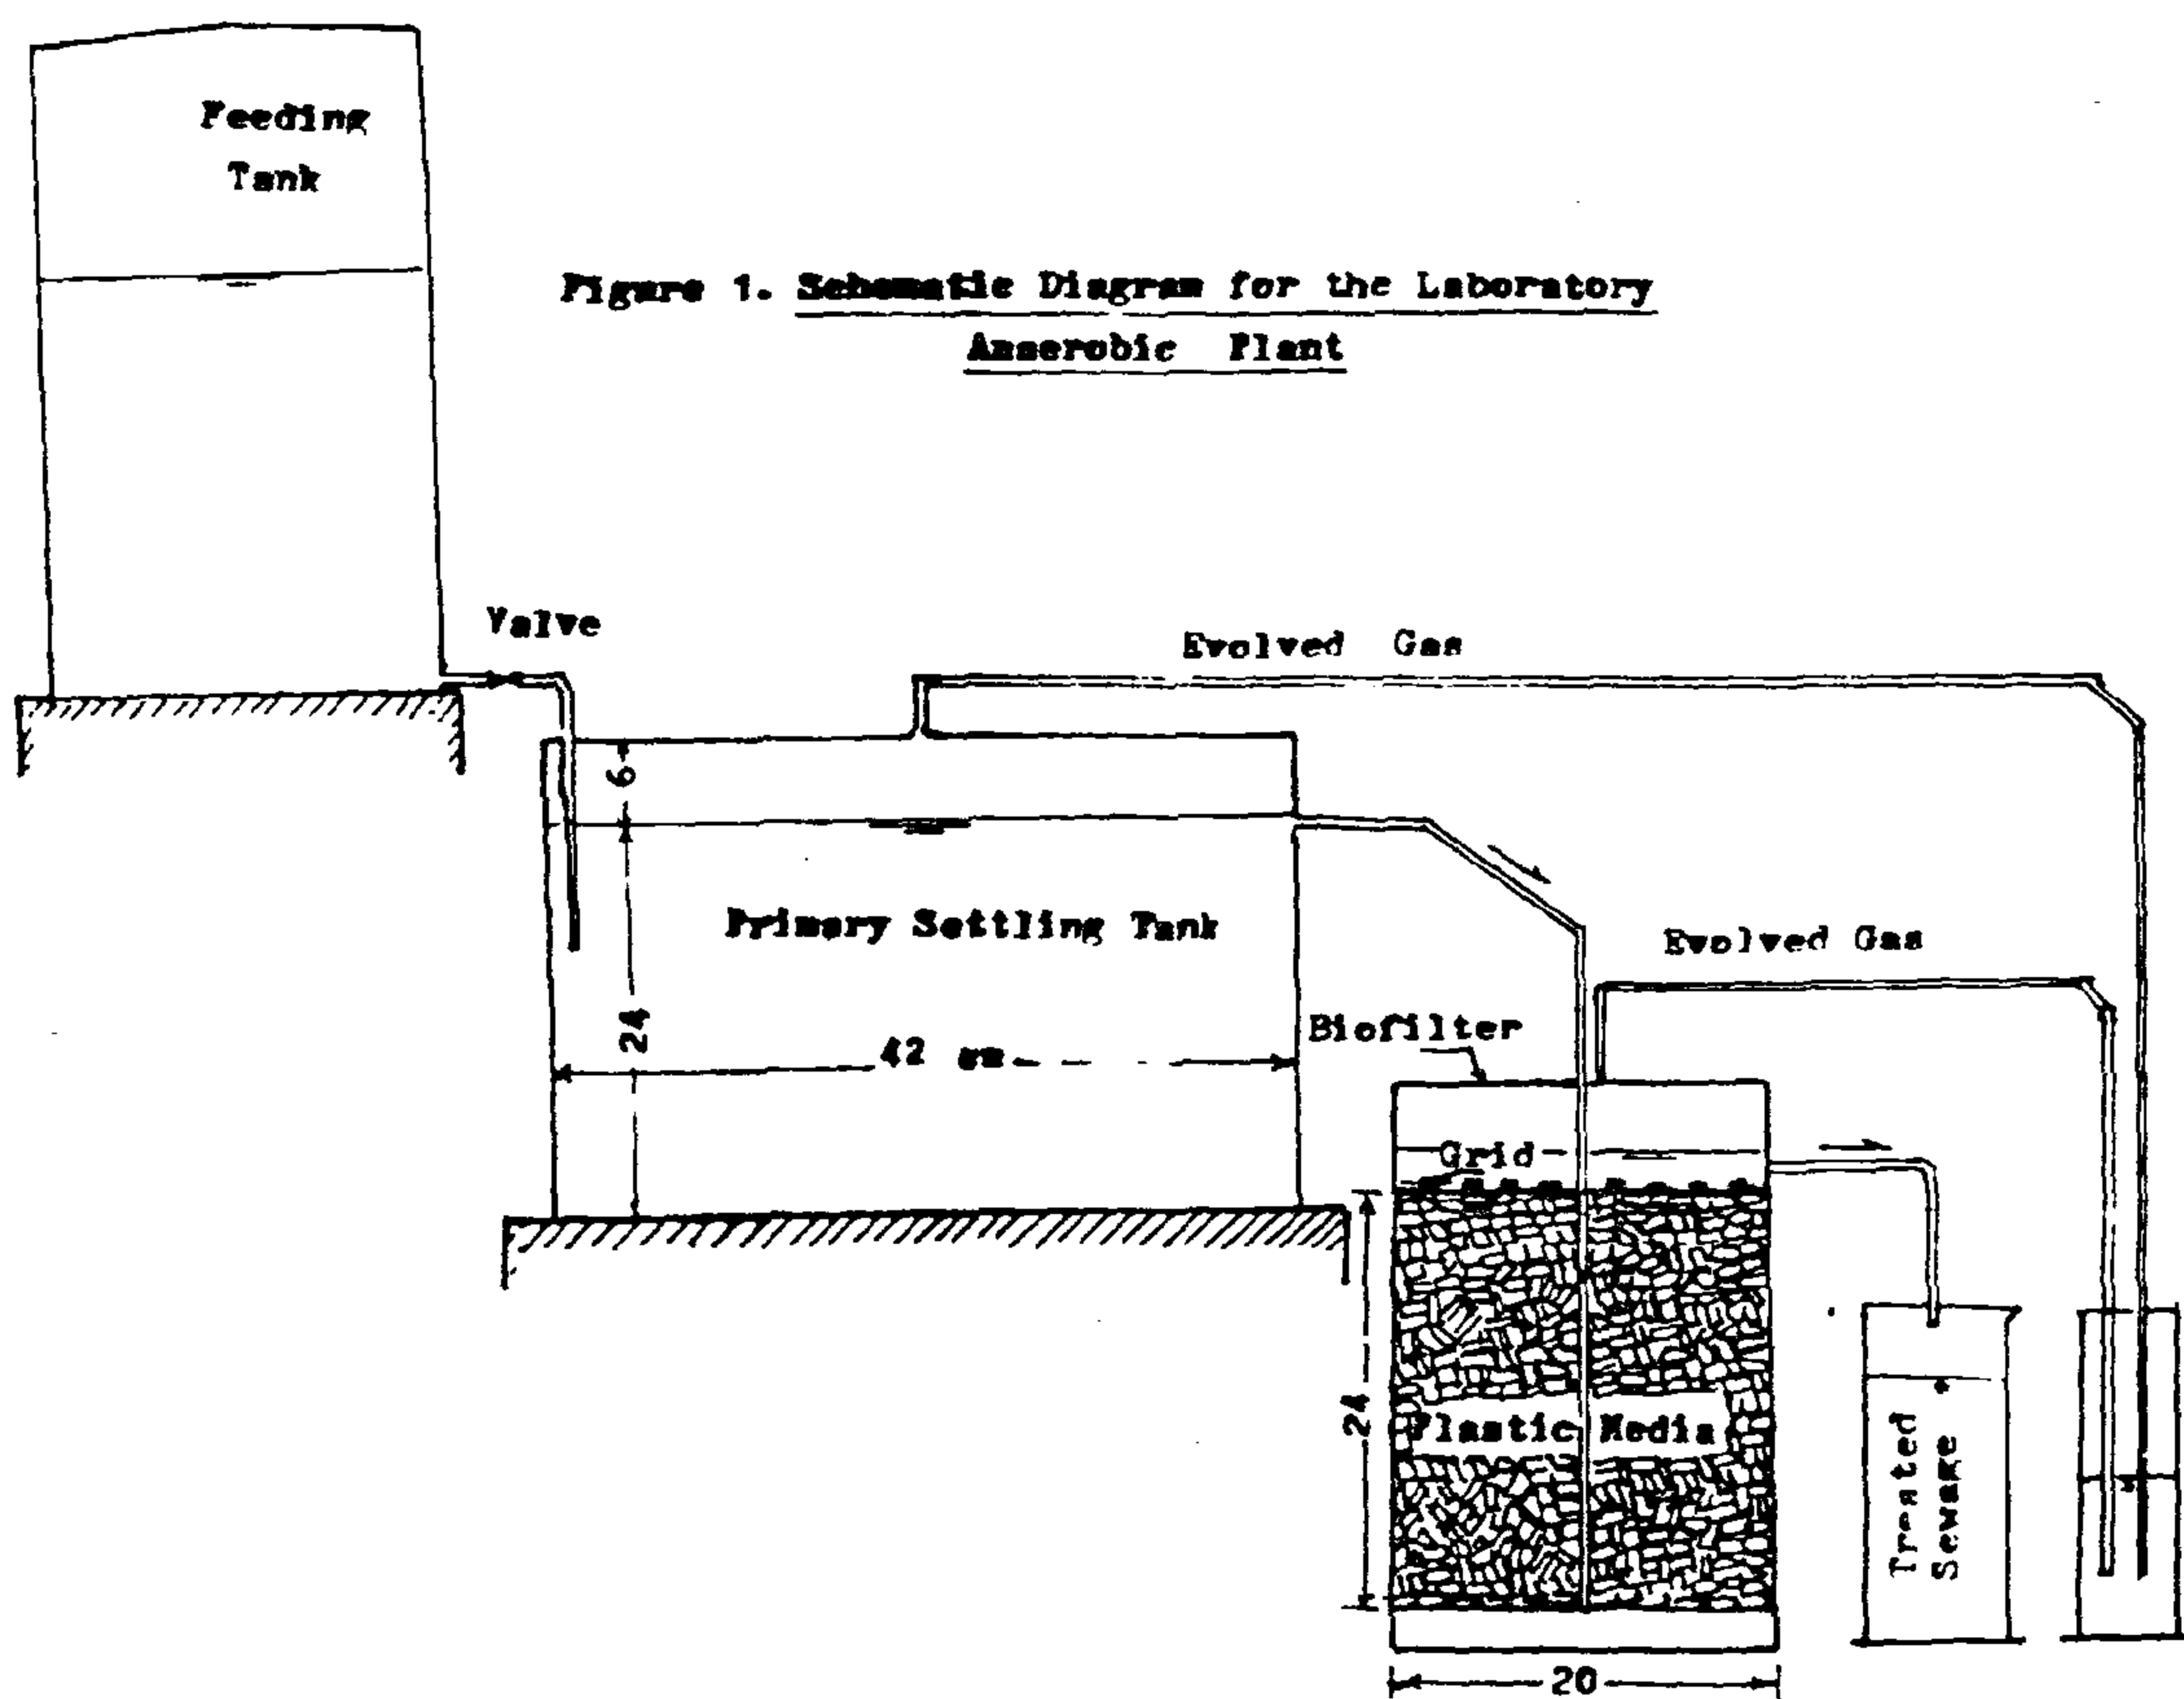 Feeding
Tank
Figure 1. Schematic Diagram for the Laboratory
Anaerobic Plant
Valve
Evolved Gas
6
Primary Settling Tank
Evolved Gas
24
42 cm
Biofilter
Grid
24
Plastic Media
Treated
Sewage
20